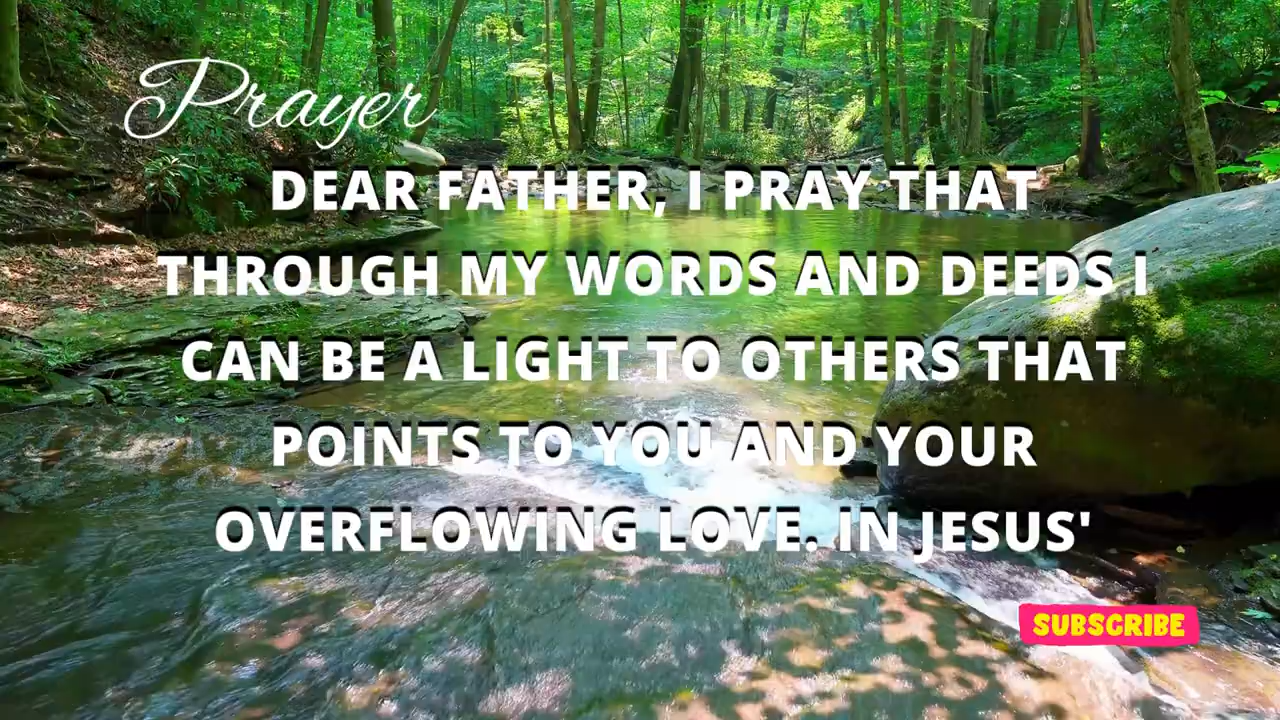 Prayer
DEAR FATHER, I PRAY THAT
THROUGH MY WORDS AND DEEDS I
CAN BE A LIGHT TO OTHERS THAT
POINTS TO YOU AND YOUR
OVERFLOWING LOVE. IN JESUS'
SUBSCRIBE